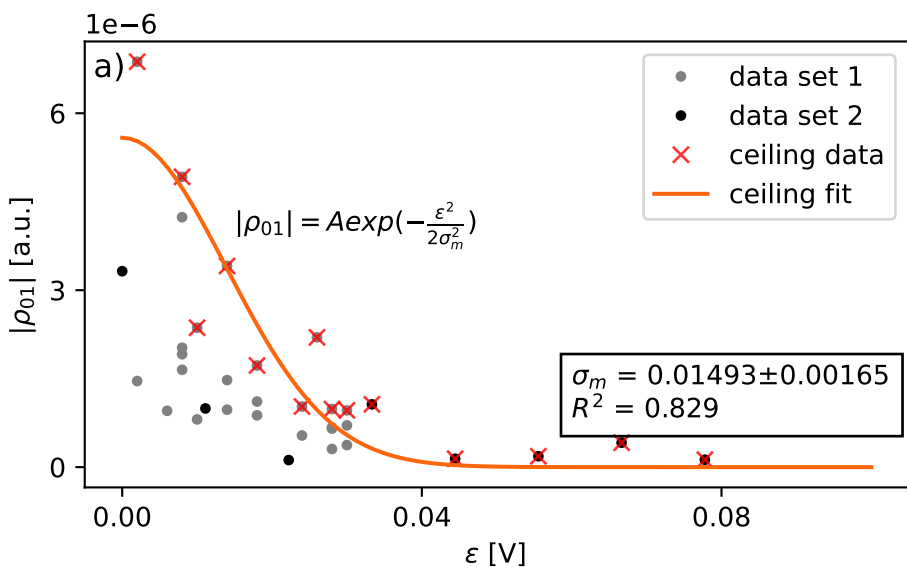 1e−6
a)
data set 1
data set 2
ceiling data
ceiling fit
|ρ₀₁| = Aexp(−ε²/2σₘ²)
σₘ = 0.01493±0.00165
R² = 0.829
6
3
0
|ρ₀₁| [a.u.]
0.00 0.04 0.08
ε [V]